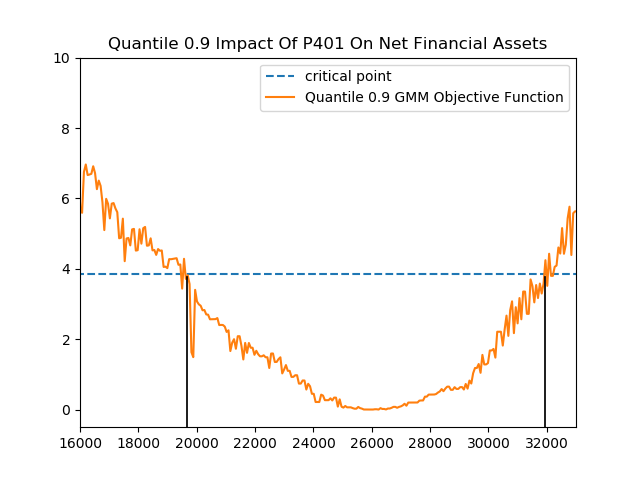 Quantile 0.9 Impact Of P401 On Net Financial Assets
critical point
Quantile 0.9 GMM Objective Function
10
8
6
4
2
0
16000 18000 20000 22000 24000 26000 28000 30000 32000